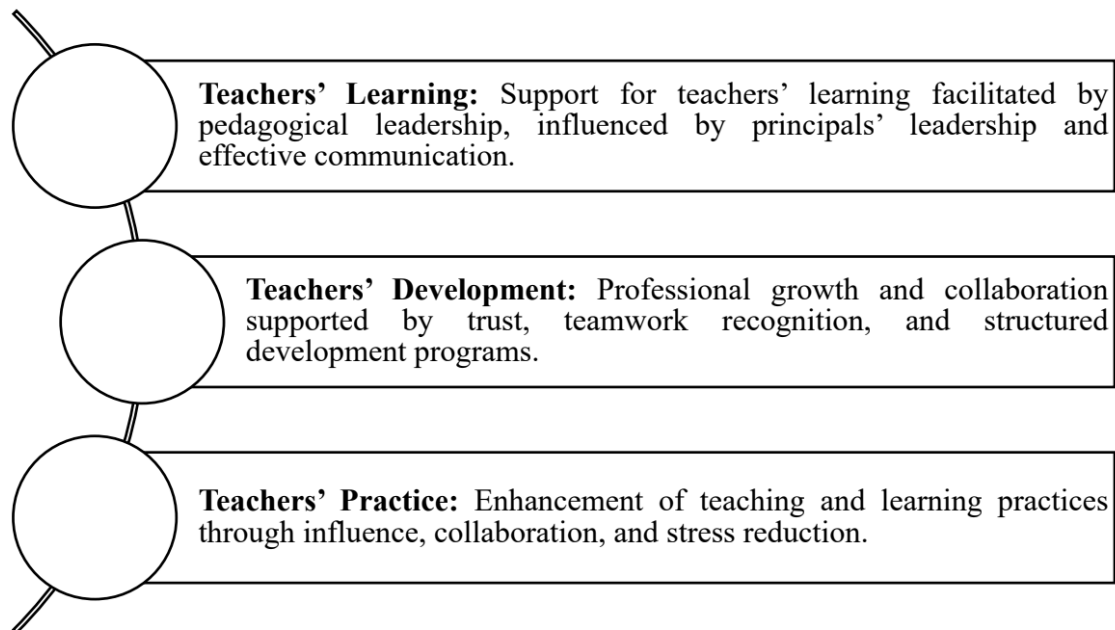 Teachers’ Learning: Support for teachers’ learning facilitated by
pedagogical leadership, influenced by principals’ leadership and
effective communication.
Teachers’ Development: Professional growth and collaboration
supported by trust, teamwork recognition, and structured
development programs.
Teachers’ Practice: Enhancement of teaching and learning practices
through influence, collaboration, and stress reduction.